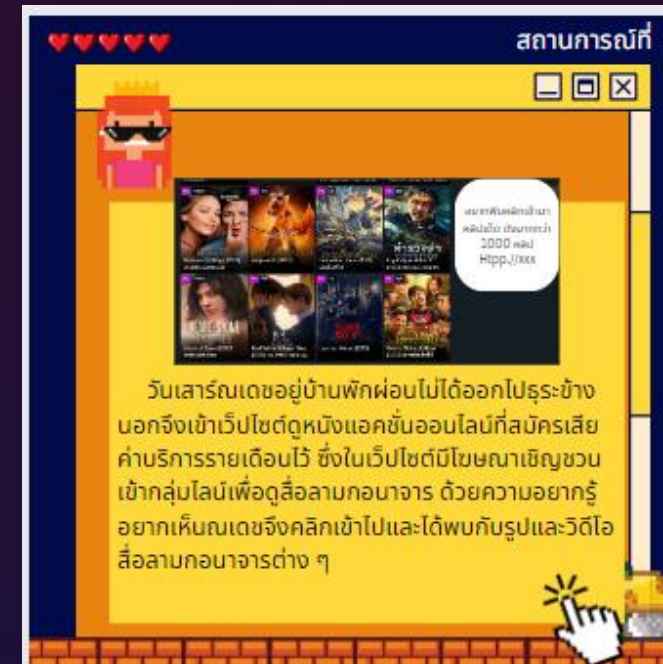 สถานการณ์ที่
1000 คลิป
วันเสาร์ณเดชอยู่บ้านพักผ่อนไม่ได้ออกไปธุระข้าง
นอกจึงเข้าเว็ปไซต์ดูหนังแอคชั่นออนไลน์ที่สมัครเสีย
ค่าบริการรายเดือนไว้ ซึ่งในเว็ปไซต์มีโฆษณาเชิญชวน
เข้ากลุ่มไลน์เพื่อดูสื่อลามกอนาจาร ด้วยความอยากรู้
อยากเห็นณเดชจึงคลิกเข้าไปและได้พบกับรูปและวิดีโอ
สื่อลามกอนาจารต่าง ๆ